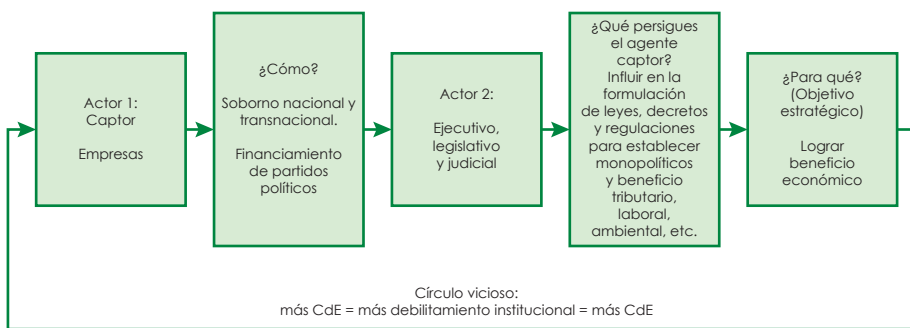 Actor 1:
Captor
Empresas
¿Cómo?
Soborno nacional y
transnacional.
Financiamiento
de partidos
políticos
Actor 2:
Ejecutivo,
legislativo
y judicial
¿Qué persigues
el agente
captor?
Influir en la
formulación
de leyes, decretos
y regulaciones
para establecer
monopolíticos
y beneficio
tributario,
laboral,
ambiental, etc.
¿Para qué?
(Objetivo
estratégico)
Lograr
beneficio
económico
Círculo vicioso:
más CdE = más debilitamiento institucional = más CdE